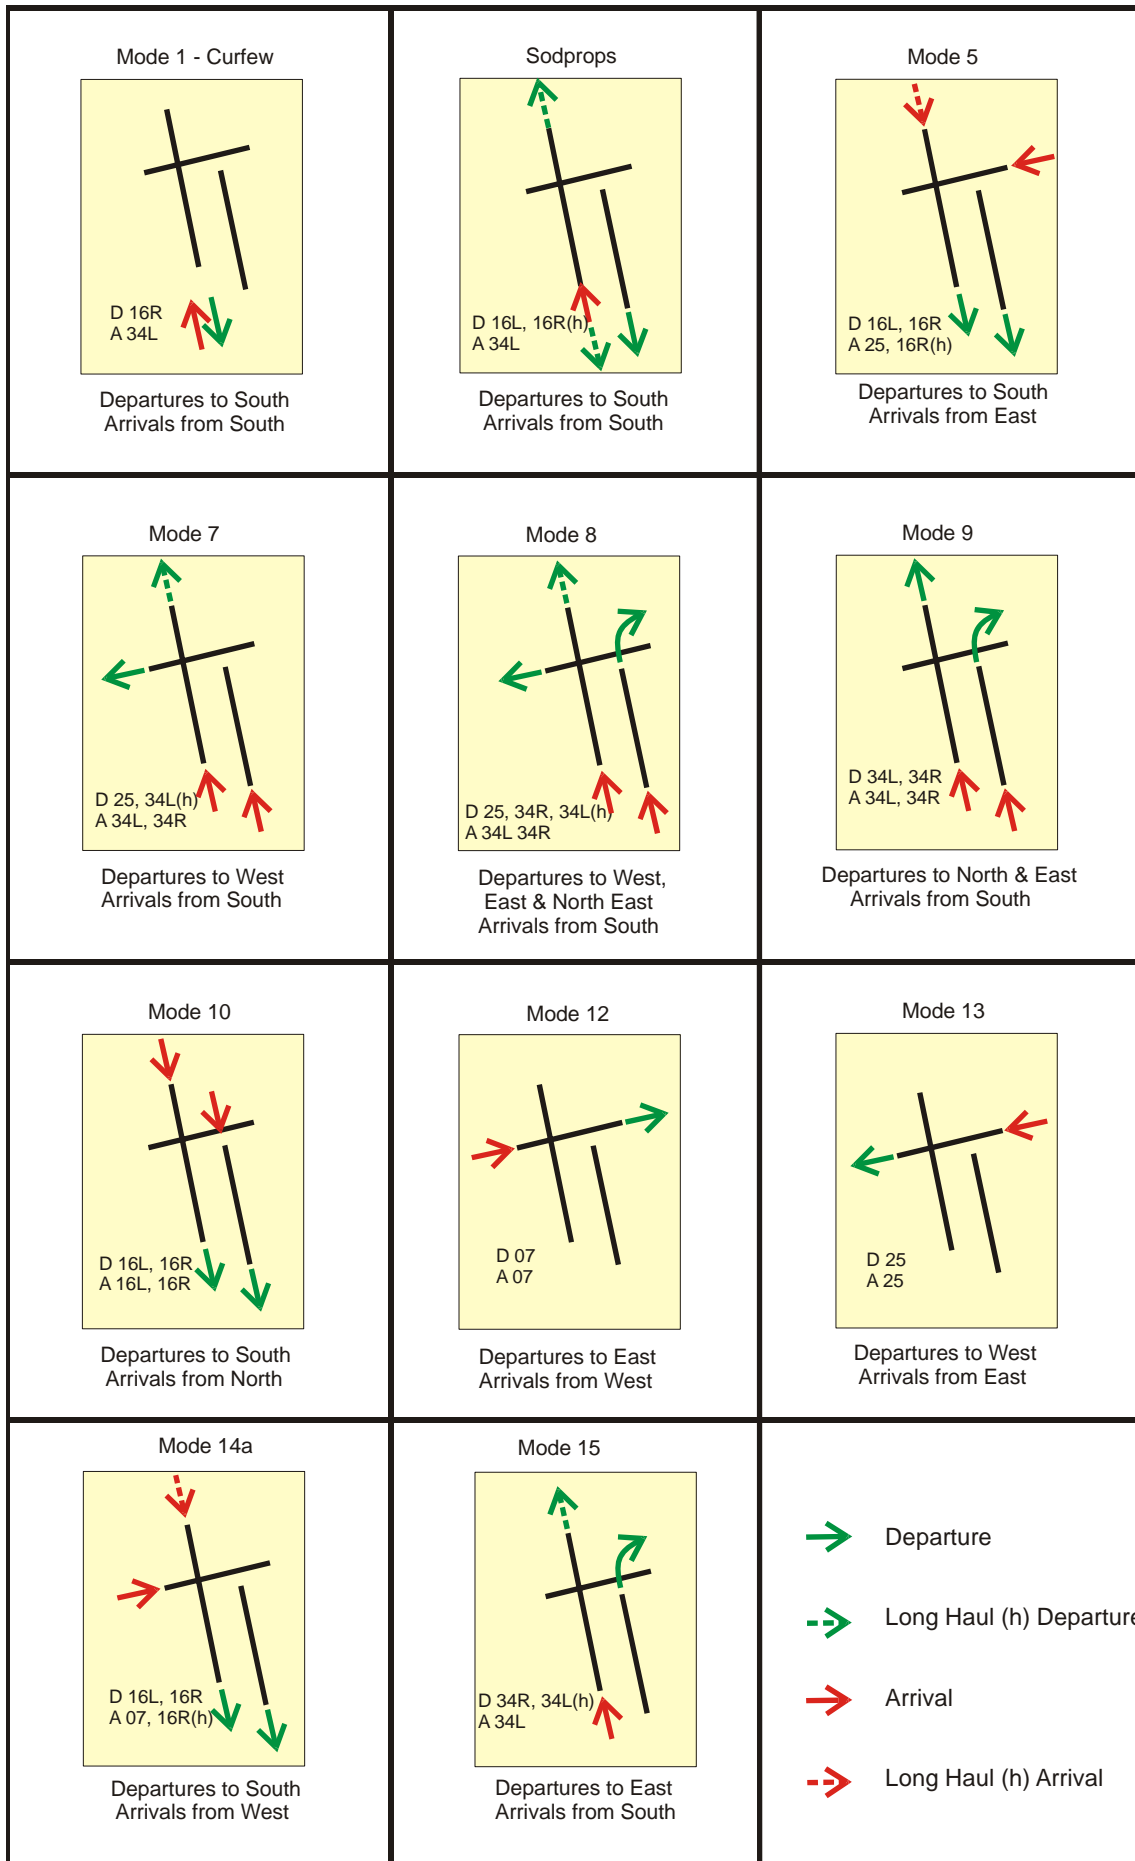 Mode 1 - Curfew
D 16R
A 34L
Departures to South
Arrivals from South
Sodprops
D 16L, 16R(h)
A 34L
Departures to South
Arrivals from South
Mode 5
D 16L, 16R
A 25, 16R(h)
Departures to South
Arrivals from East
Mode 7
D 25, 34L(h)
A 34L, 34R
Departures to West
Arrivals from South
Mode 8
D 25, 34R, 34L(h)
A 34L 34R
Departures to West,
East & North East
Arrivals from South
Mode 9
D 34L, 34R
A 34L, 34R
Departures to North & East
Arrivals from South
Mode 10
D 16L, 16R
A 16L, 16R
Departures to South
Arrivals from North
Mode 12
D 07
A 07
Departures to East
Arrivals from West
Mode 13
D 25
A 25
Departures to West
Arrivals from East
Mode 14a
D 16L, 16R
A 07, 16R(h)
Departures to South
Arrivals from West
Mode 15
D 34R, 34L(h)
A 34L
Departures to East
Arrivals from South
Departure
Long Haul (h) Departure
Arrival
Long Haul (h) Arrival